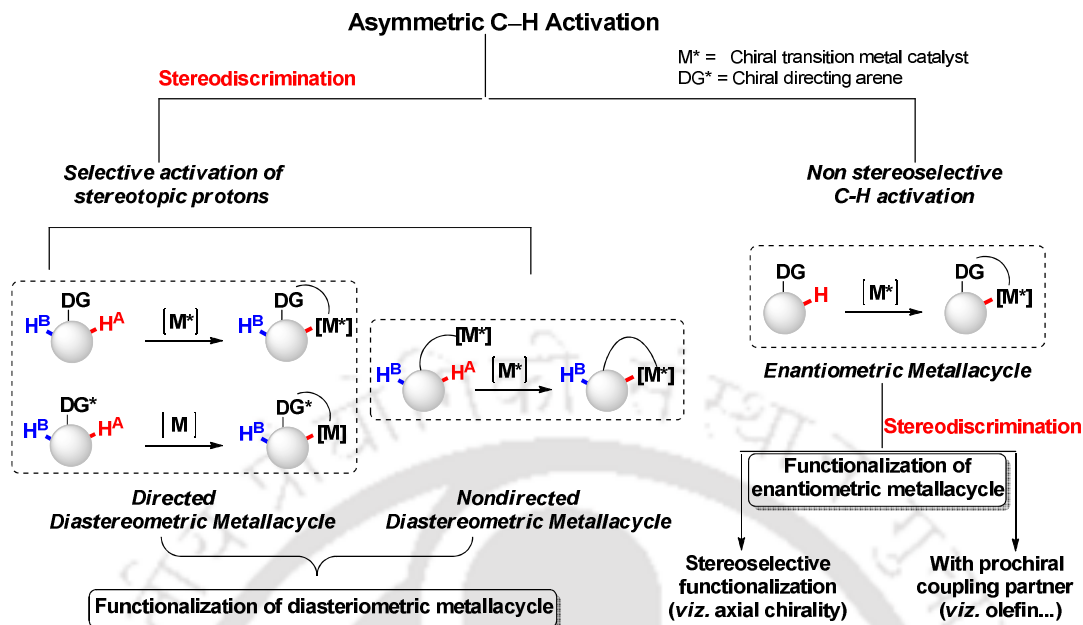 Asymmetric C–H Activation
M* = Chiral transition metal catalyst
DG* = Chiral directing arene
Stereodiscrimination
Selective activation of
stereotopic protons
Non stereoselective
C-H activation
DG
H^B H^A
[M*]
DG
H^B [M*]
DG*
H^B H^A
[M]
DG*
H^B [M]
[M*]
H^B H^A
[M*]
H^B [M*]
DG
H
[M*]
DG
[M*]
Directed
Diastereometric Metallacycle
Nondirected
Diastereometric Metallacycle
Functionalization of diasteriometric metallacycle
Enantiometric Metallacycle
Stereodiscrimination
Functionalization of
enantiometric metallacycle
Stereoselective
functionalization
(viz. axial chirality)
With prochiral
coupling partner
(viz. olefin...)